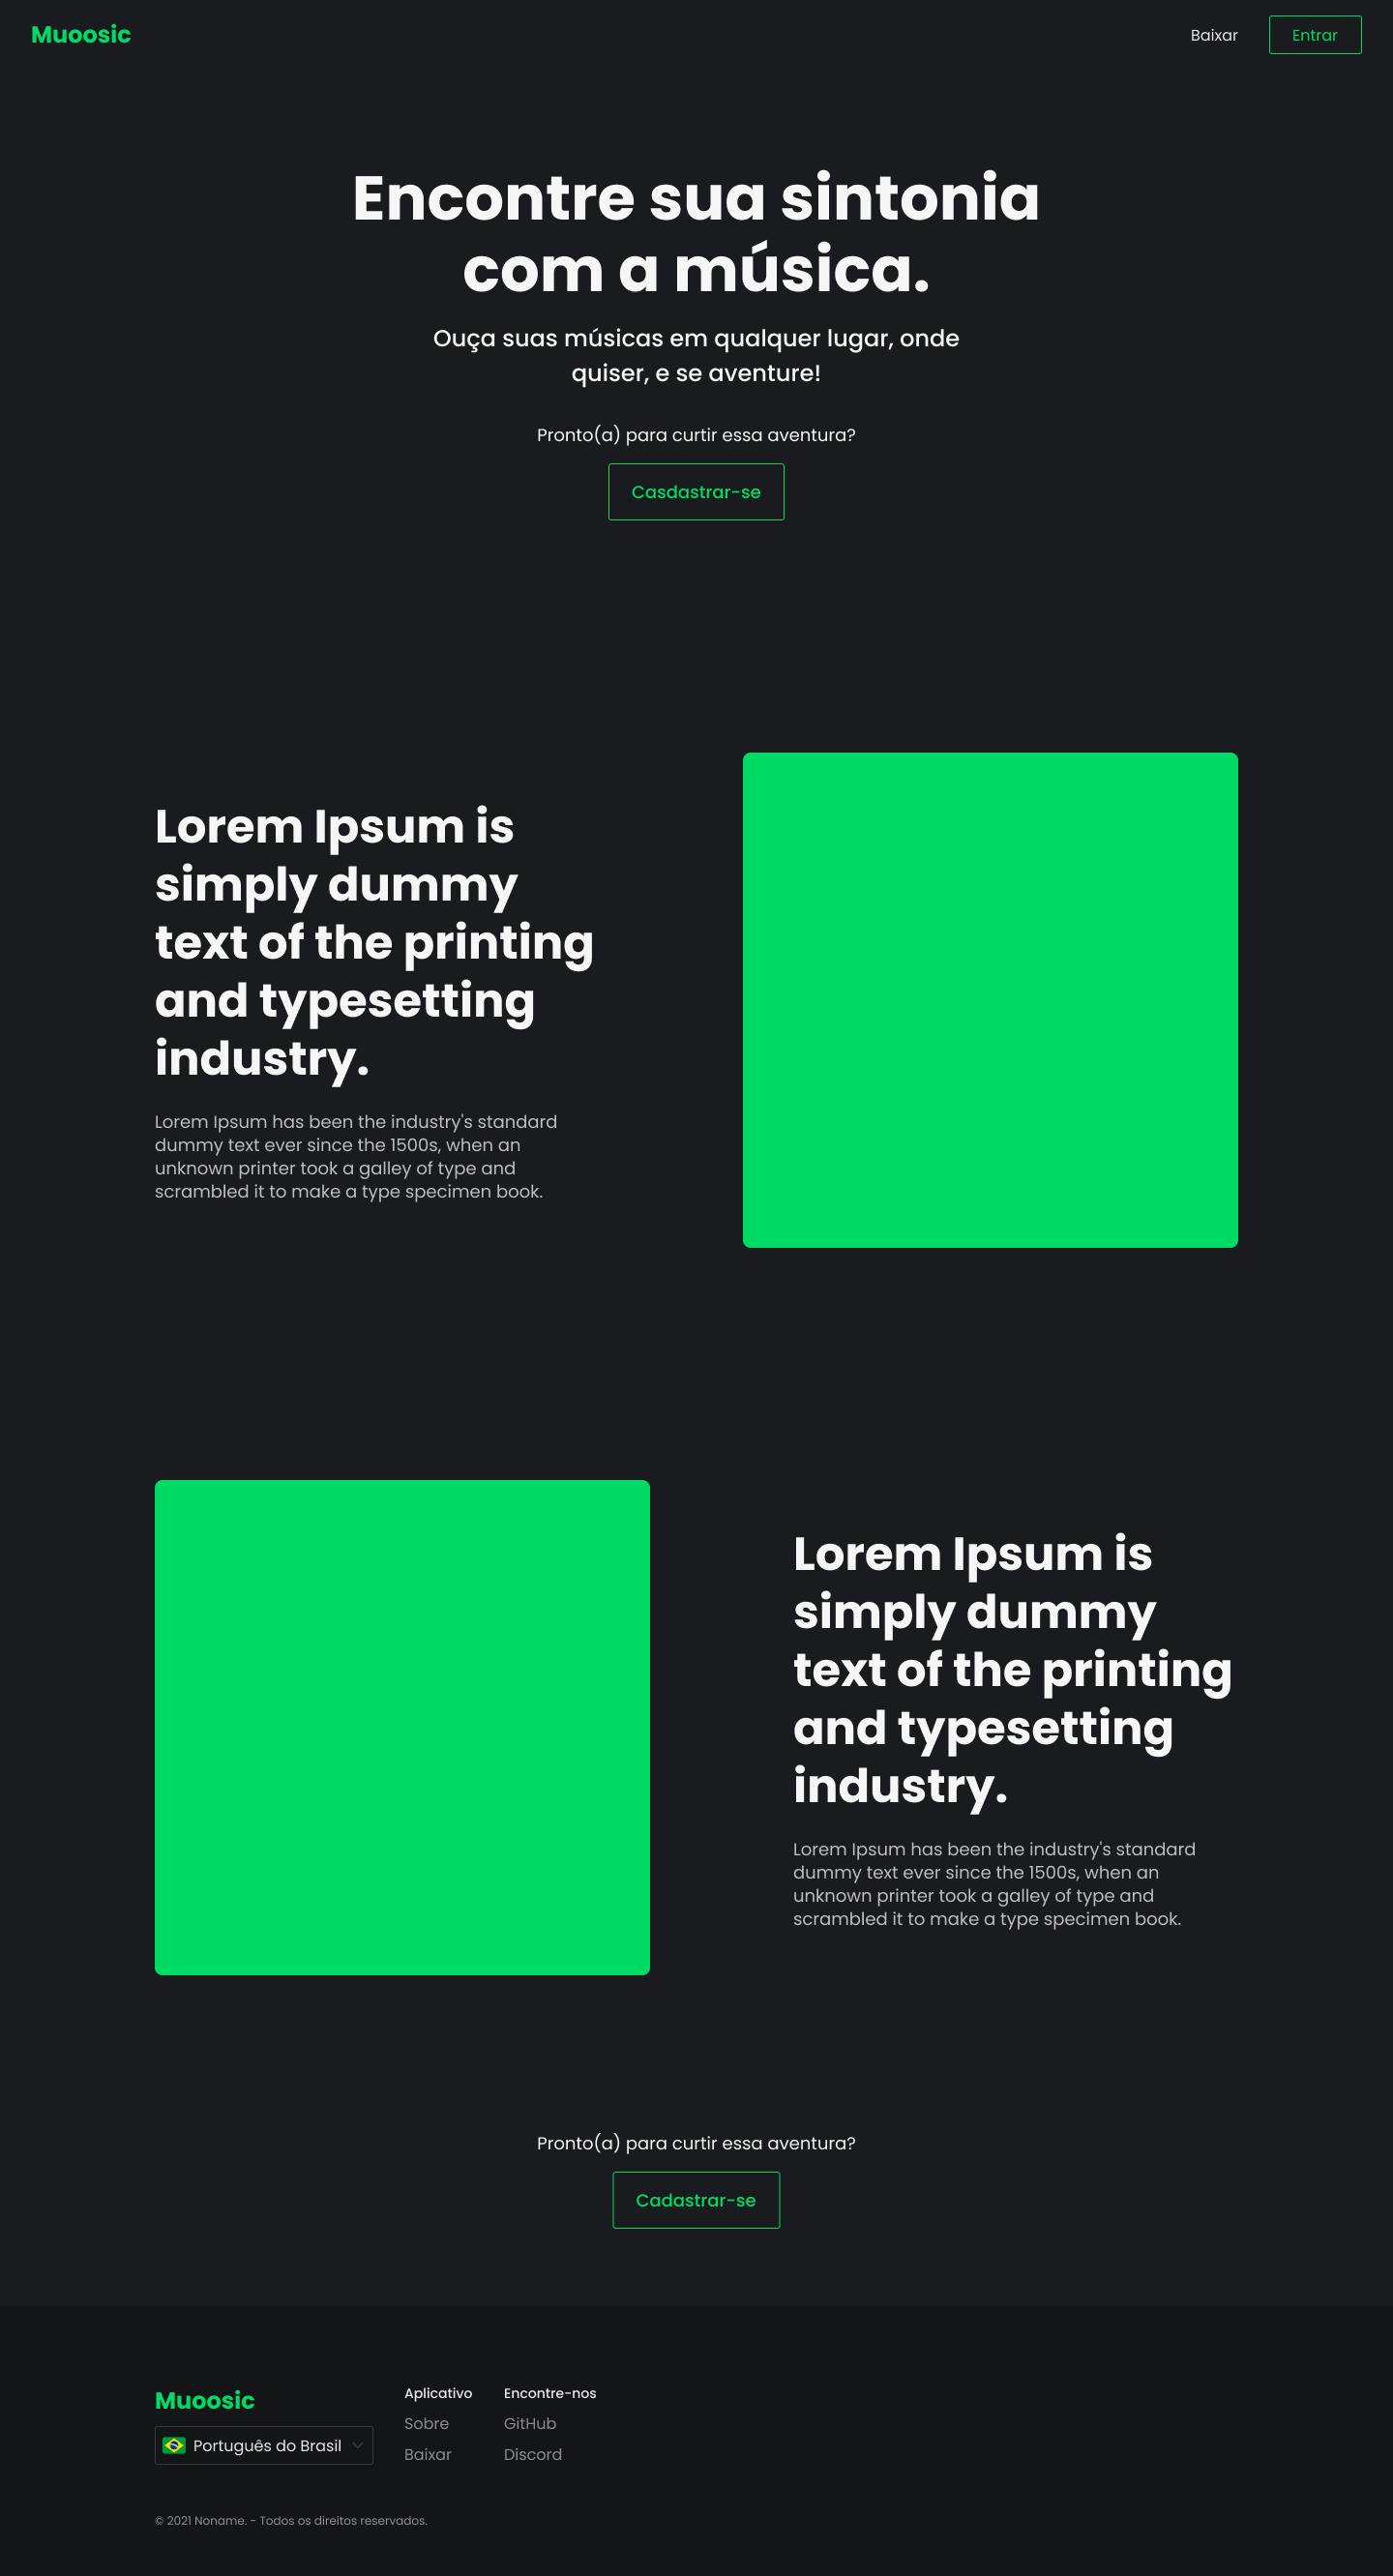 Muoosic
Baixar
Entrar
Encontre sua sintonia
com a música.
Ouça suas músicas em qualquer lugar, onde
quiser, e se aventure!
Pronto(a) para curtir essa aventura?
Casdastrar-se
Lorem Ipsum is
simply dummy
text of the printing
and typesetting
industry.
Lorem Ipsum has been the industry's standard
dummy text ever since the 1500s, when an
unknown printer took a galley of type and
scrambled it to make a type specimen book.
Lorem Ipsum is
simply dummy
text of the printing
and typesetting
industry.
Lorem Ipsum has been the industry's standard
dummy text ever since the 1500s, when an
unknown printer took a galley of type and
scrambled it to make a type specimen book.
Pronto(a) para curtir essa aventura?
Cadastrar-se
Muoosic
Português do Brasil
Aplicativo
Sobre
Baixar
Encontre-nos
GitHub
Discord
© 2021 Noname. - Todos os direitos reservados.